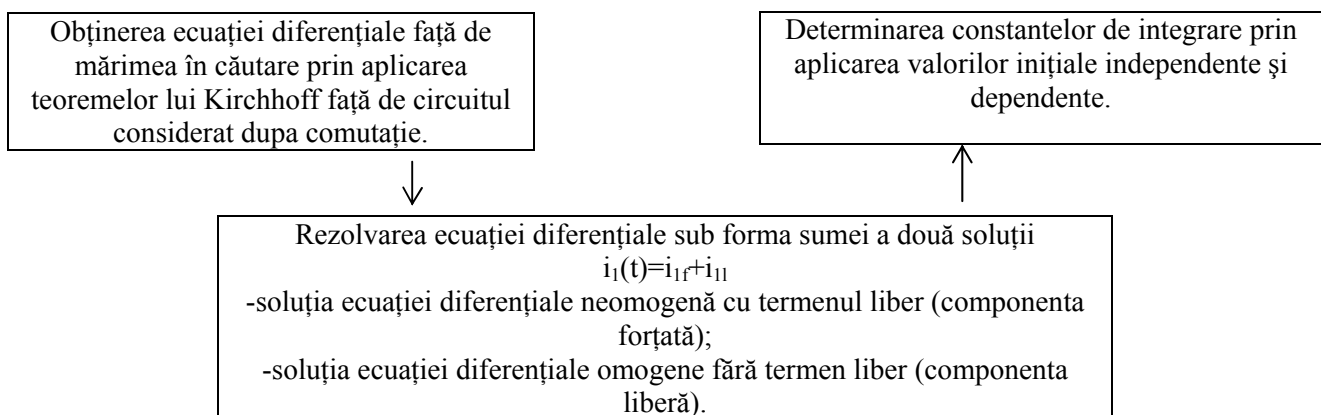 Obținerea ecuației diferențiale față de
mărimea în căutare prin aplicarea
teoremelor lui Kirchhoff față de circuitul
considerat dupa comutație.
Determinarea constantelor de integrare prin
aplicarea valorilor inițiale independente şi
dependente.
Rezolvarea ecuației diferențiale sub forma sumei a două soluții
i₁(t)=i₁f+i₁l
-soluția ecuației diferențiale neomogenă cu termenul liber (componenta
forțată);
-soluția ecuației diferențiale omogene fără termen liber (componenta
liberă).